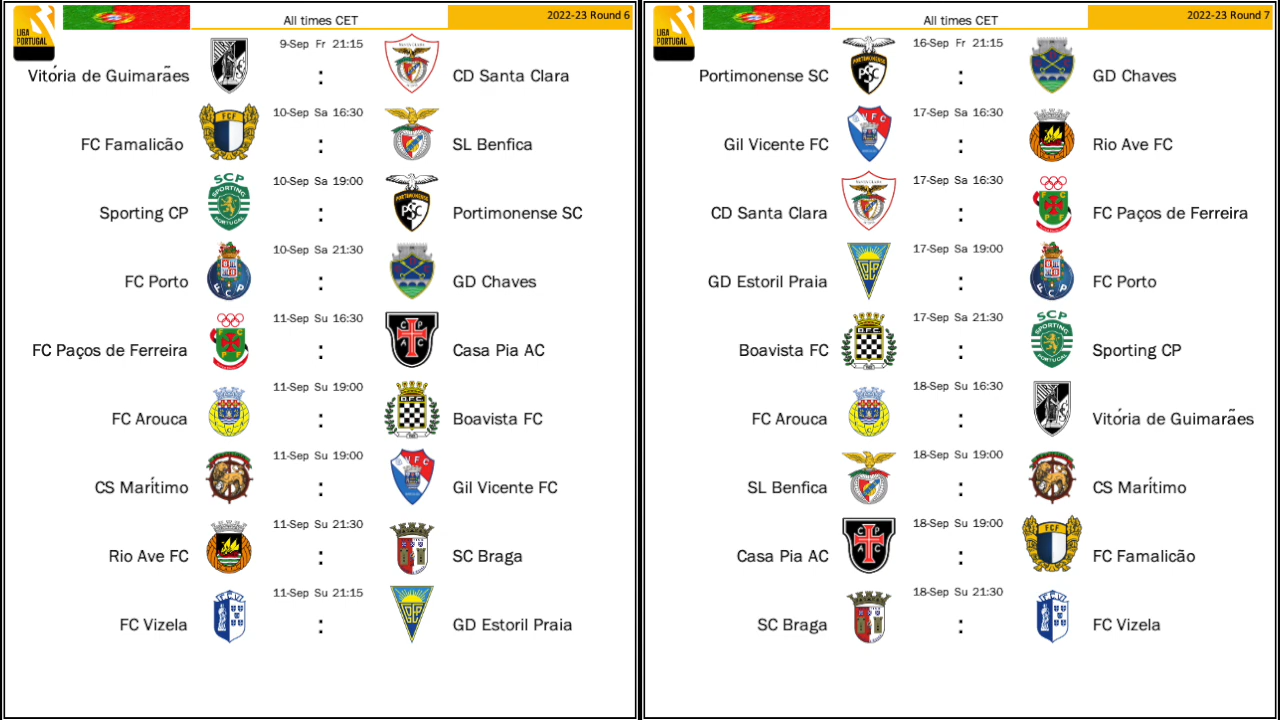 LIGA PORTUGAL
All times CET
2022-23 Round 6
9-Sep Fr 21:15
Vitória de Guimarães : CD Santa Clara
10-Sep Sa 16:30
FC Famalicão : SL Benfica
10-Sep Sa 19:00
Sporting CP : Portimonense SC
10-Sep Sa 21:30
FC Porto : GD Chaves
11-Sep Su 16:30
FC Paços de Ferreira : Casa Pia AC
11-Sep Su 19:00
FC Arouca : Boavista FC
11-Sep Su 19:00
CS Marítimo : Gil Vicente FC
11-Sep Su 21:30
Rio Ave FC : SC Braga
11-Sep Su 21:15
FC Vizela : GD Estoril Praia
LIGA PORTUGAL
All times CET
2022-23 Round 7
16-Sep Fr 21:15
Portimonense SC : GD Chaves
17-Sep Sa 16:30
Gil Vicente FC : Rio Ave FC
17-Sep Sa 16:30
CD Santa Clara : FC Paços de Ferreira
17-Sep Sa 19:00
GD Estoril Praia : FC Porto
17-Sep Sa 21:30
Boavista FC : Sporting CP
18-Sep Su 16:30
FC Arouca : Vitória de Guimarães
18-Sep Su 19:00
SL Benfica : CS Marítimo
18-Sep Su 19:00
Casa Pia AC : FC Famalicão
18-Sep Su 21:30
SC Braga : FC Vizela